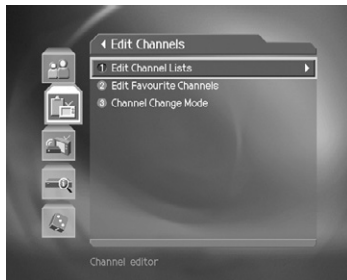 Edit Channels
1 Edit Channel Lists
2 Edit Favourite Channels
3 Channel Change Mode
Channel editor